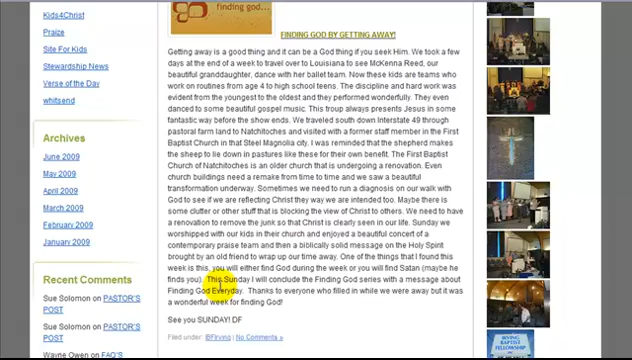 Kids4Christ
Praize
Site For Kids
Stewardship News
Verse of the Day
whitsend
Archives
June 2009
May 2009
April 2009
March 2009
February 2009
January 2009
Recent Comments
Sue Solomon on PASTOR'S
POST
Sue Solomon on PASTOR'S
POST
Wayne Owen on FAQ'S
finding god...
FINDING GOD BY GETTING AWAY!
Getting away is a good thing and it can be a God thing if you seek Him. We took a few
days at the end of a week to travel over to Louisiana to see McKenna Reed, our
beautiful granddaughter, dance with her ballet team. Now these kids are teams who
work on routines from age 4 to high school teens. The discipline and hard work was
evident from the youngest to the oldest and they performed wonderfully. They even
danced to some beautiful gospel music. This troup always presents Jesus in some
fantastic way before the show ends. We traveled south down Interstate 49 through
pastoral farm land to Natchitoches and visited with a former staff member in the First
Baptist Church in that Steel Magnolia city. I was reminded that the shepherd makes
the sheep to lie down in pastures like these for their own benefit. The First Baptist
Church of Natchitoches is an older church that is undergoing a renovation. Even
church buildings need a remake from time to time and we saw a beautiful
transformation underway. Sometimes we need to run a diagnosis on our walk with
God to see if we are reflecting Christ they way we are intended too. Maybe there is
some clutter or other stuff that is blocking the view of Christ to others. We need to have
a renovation to remove the junk so that Christ is clearly seen in our life. Sunday we
worshipped with our kids in their church and enjoyed a beautiful concert of a
contemporary praise team and then a biblically solid message on the Holy Spirit
brought by an old friend to wrap up our time away. One of the things that I found this
week is this, you will either find God during the week or you will find Satan (maybe he
finds you). This Sunday I will conclude the Finding God series with a message about
Finding God Everyday. Thanks to everyone who filled in while we were away but it was
a wonderful week for finding God!
See you SUNDAY! DF
Filed under: IBFirving | No Comments »
IRVING
BAPTIST
FELLOWSHIP